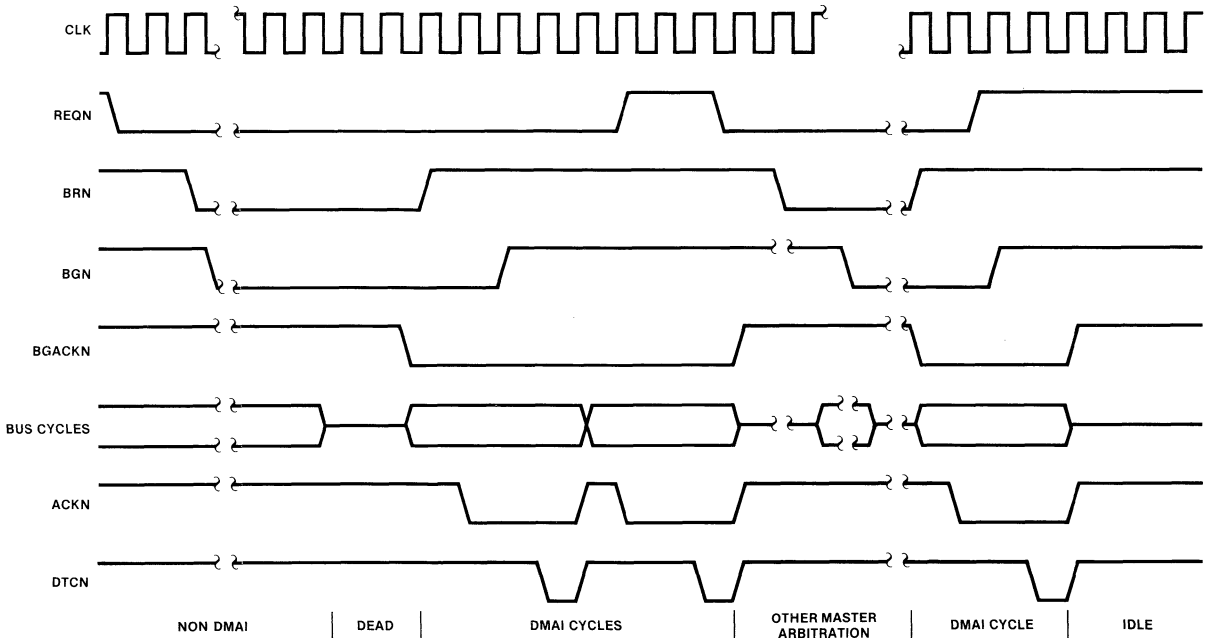 CLK
REQN
BRN
BGN
BGACKN
BUS CYCLES
ACKN
DTCN
NON DMAI
DEAD
DMAI CYCLES
OTHER MASTER
ARBITRATION
DMAI CYCLE
IDLE